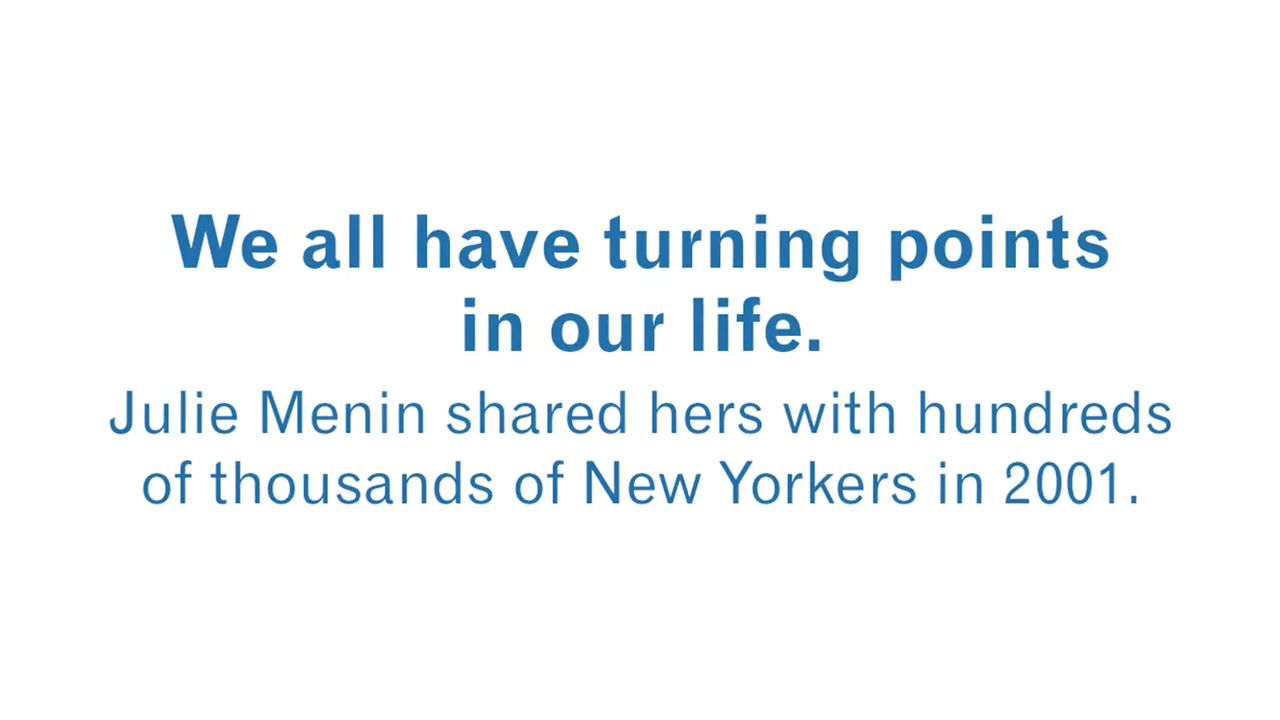 We all have turning points
in our life.
Julie Menin shared hers with hundreds
of thousands of New Yorkers in 2001.